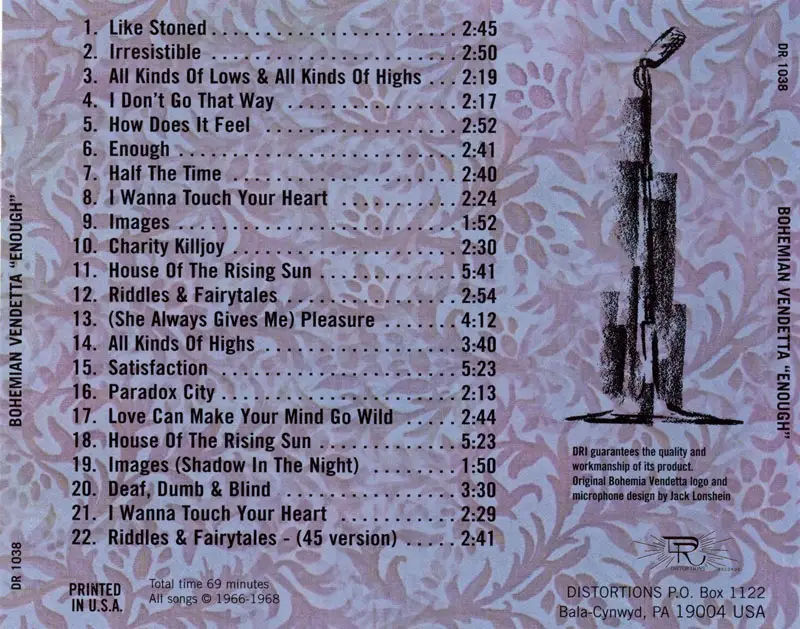 1. Like Stoned 2:45
2. Irresistible 2:50
3. All Kinds Of Lows & All Kinds Of Highs 2:19
4. I Don't Go That Way 2:17
5. How Does It Feel 2:52
6. Enough 2:41
7. Half The Time 2:40
8. I Wanna Touch Your Heart 2:24
9. Images 1:52
10. Charity Killjoy 2:30
11. House Of The Rising Sun 5:41
12. Riddles & Fairytales 2:54
13. (She Always Gives Me) Pleasure 4:12
14. All Kinds Of Highs 3:40
15. Satisfaction 5:23
16. Paradox City 2:13
17. Love Can Make Your Mind Go Wild 2:44
18. House Of The Rising Sun 5:23
19. Images (Shadow In The Night) 1:50
20. Deaf, Dumb & Blind 3:30
21. I Wanna Touch Your Heart 2:29
22. Riddles & Fairytales - (45 version) 2:41
BOHEMIAN VENDETTA "ENOUGH"
DR 1038
DR 1038
BOHEMIAN VENDETTA "ENOUGH"
DRI guarantees the quality and
workmanship of its product.
Original Bohemia Vendetta logo and
microphone design by Jack Lonshein
DR
DISTORTIONS RECORDS
PRINTED
IN U.S.A.
Total time 69 minutes
All songs © 1966-1968
DISTORTIONS P.O. Box 1122
Bala-Cynwyd, PA 19004 USA